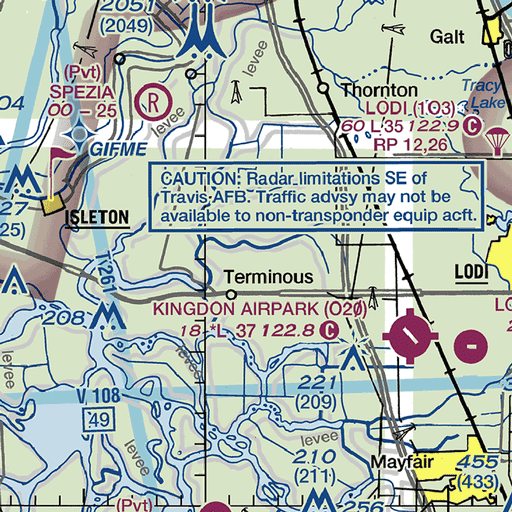 2051
(2049)
levee
Galt
(Pvt)
SPEZIA
00 - 25
R
levee
Thornton
Tracy
Lake
LODI (1O3)
60 L 35 122.9 C
RP 12,26
04
GIFME
CAUTION: Radar limitations SE of
Travis AFB. Traffic advsy may not be
available to non-transponder equip acft.
27
25)
ISLETON
T 261
LODI
Terminous
KINGDON AIRPARK (O20)
18 *L 37 122.8 C
LO
208
levee
levee
221
(209)
V 108
49
levee
levee
210
(211)
Mayfair
455
(433)
(Pvt)
256